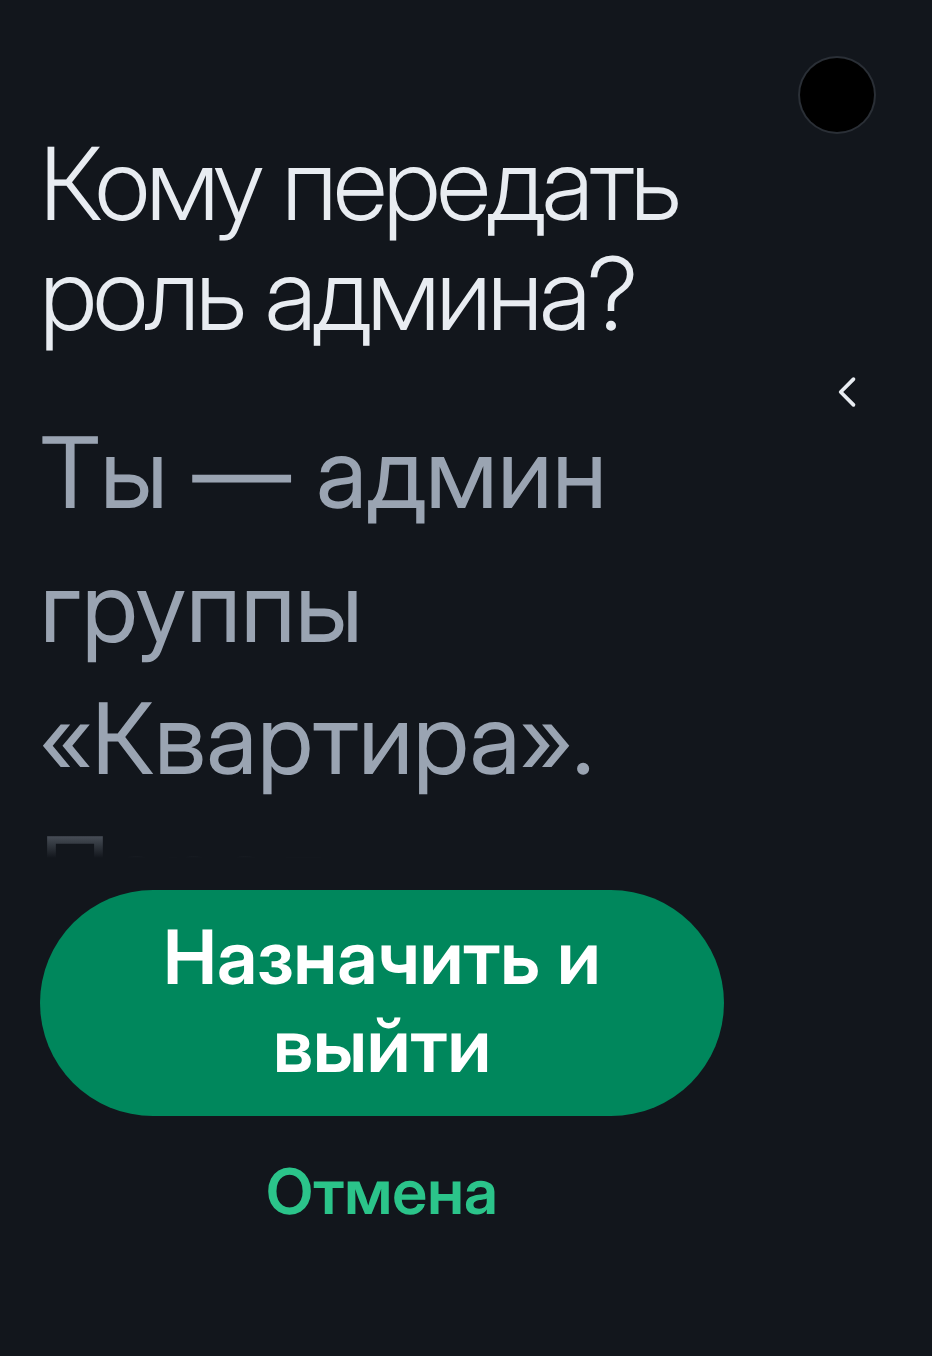 Кому передать
роль админа?
Ты — админ
группы
«Квартира».
Назначить и
выйти
Отмена